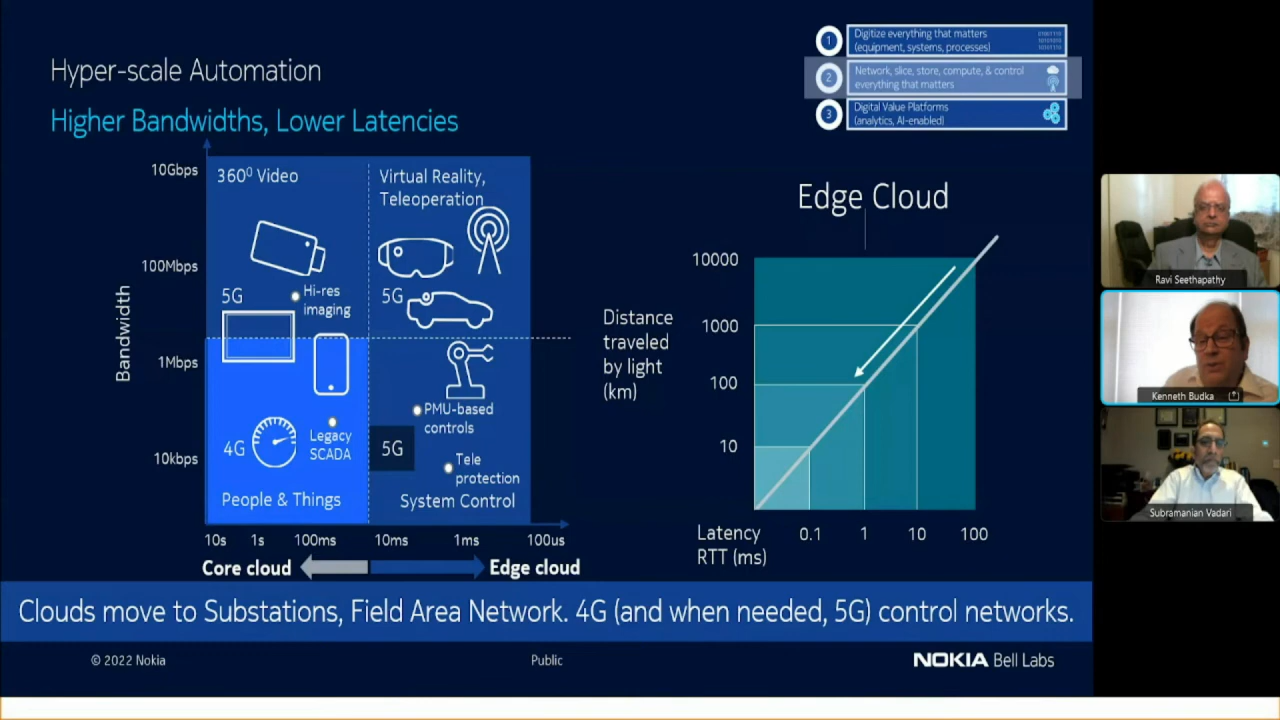 Hyper-scale Automation
Higher Bandwidths, Lower Latencies
1
Digitize everything that matters
(equipment, systems, processes)
2
Network, slice, store, compute, & control
everything that matters
3
Digital Value Platforms
(analytics, AI-enabled)
Bandwidth
10Gbps
100Mbps
1Mbps
10kbps
360⁰ Video
Virtual Reality,
Teleoperation
5G
Hi-res
imaging
5G
PMU-based
controls
4G
Legacy
SCADA
5G
Tele
protection
People & Things
System Control
10s
1s
100ms
10ms
1ms
100us
Core cloud
Edge cloud
Edge Cloud
Distance
traveled
by light
(km)
10000
1000
100
10
Latency
RTT (ms)
0.1
1
10
100
Clouds move to Substations, Field Area Network. 4G (and when needed, 5G) control networks.
© 2022 Nokia
Public
NOKIA Bell Labs
Ravi Seethapathy
Kenneth Budka
Subramanian Vadari